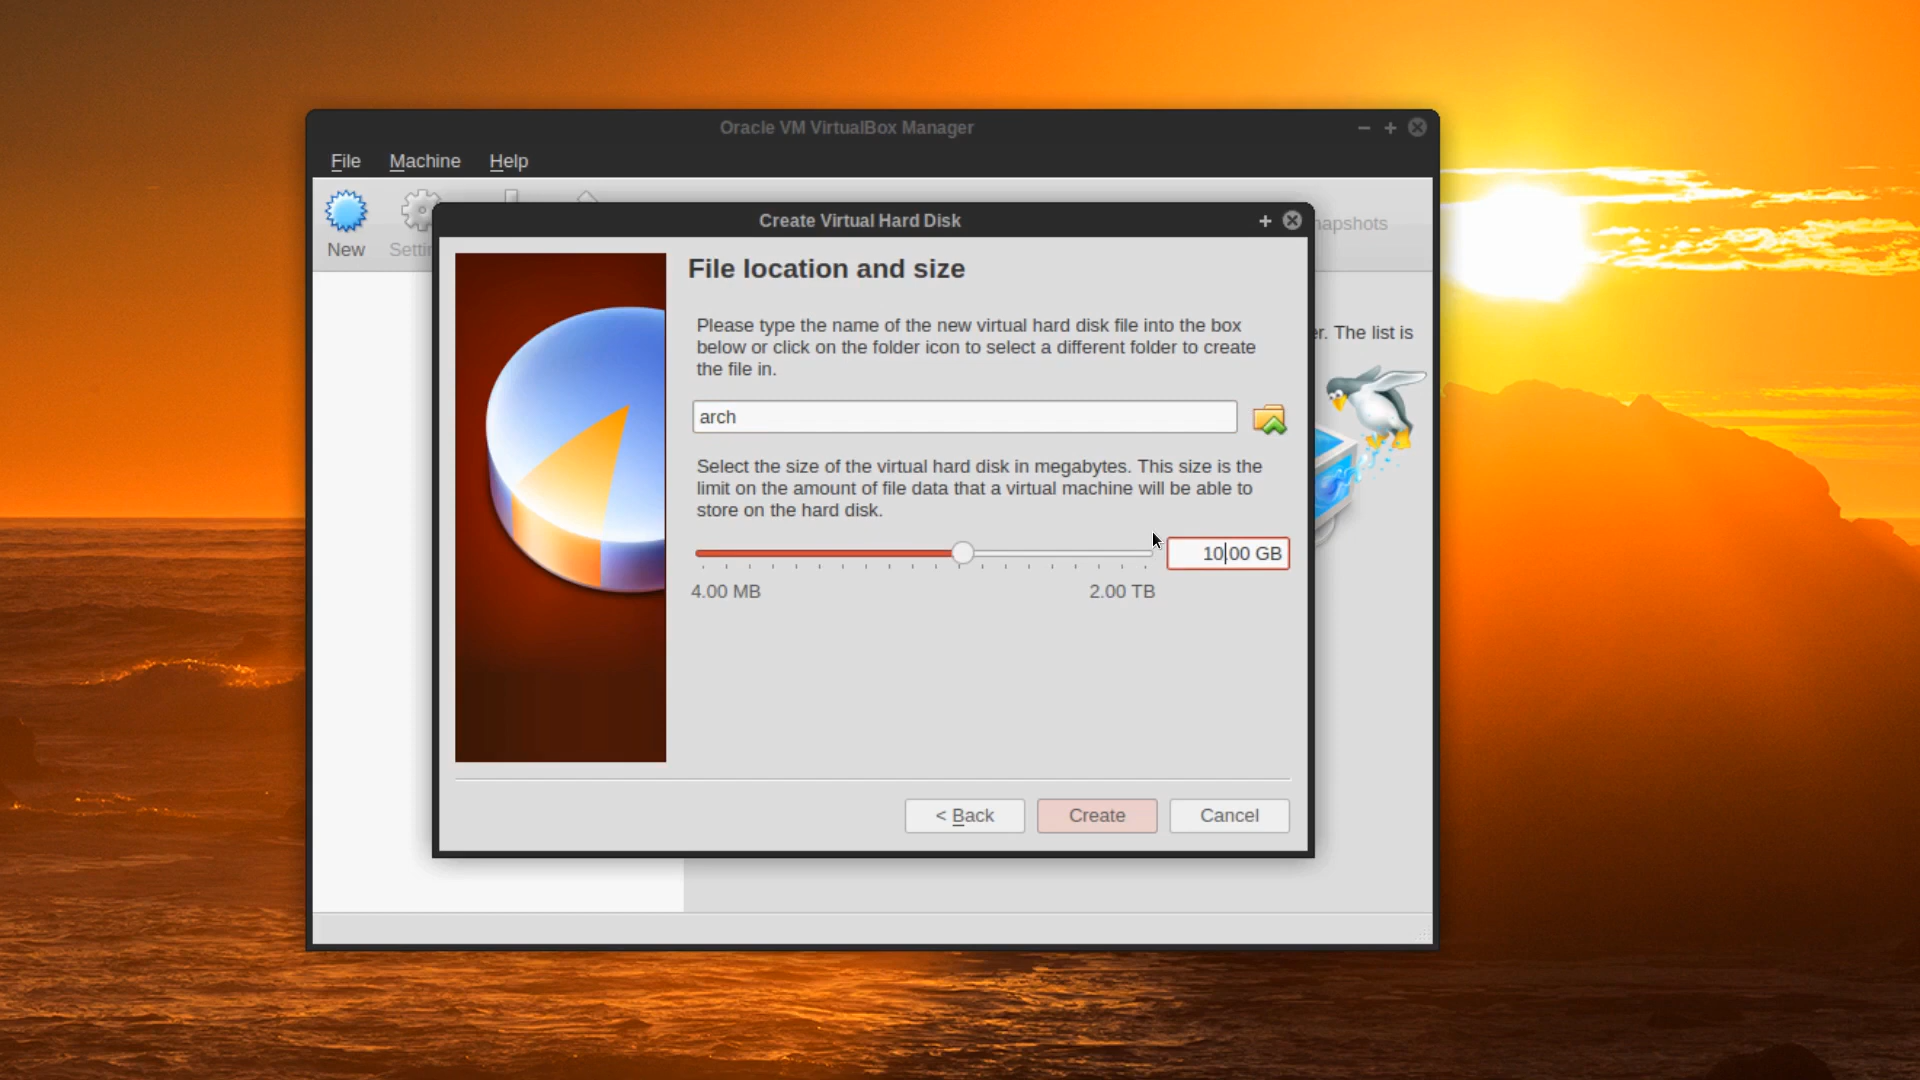 Oracle VM VirtualBox Manager
File Machine Help
New
Create Virtual Hard Disk
File location and size
Please type the name of the new virtual hard disk file into the box
below or click on the folder icon to select a different folder to create
the file in.
er. The list is
arch
Select the size of the virtual hard disk in megabytes. This size is the
limit on the amount of file data that a virtual machine will be able to
store on the hard disk.
1000 GB
4.00 MB 2.00 TB
< Back Create Cancel